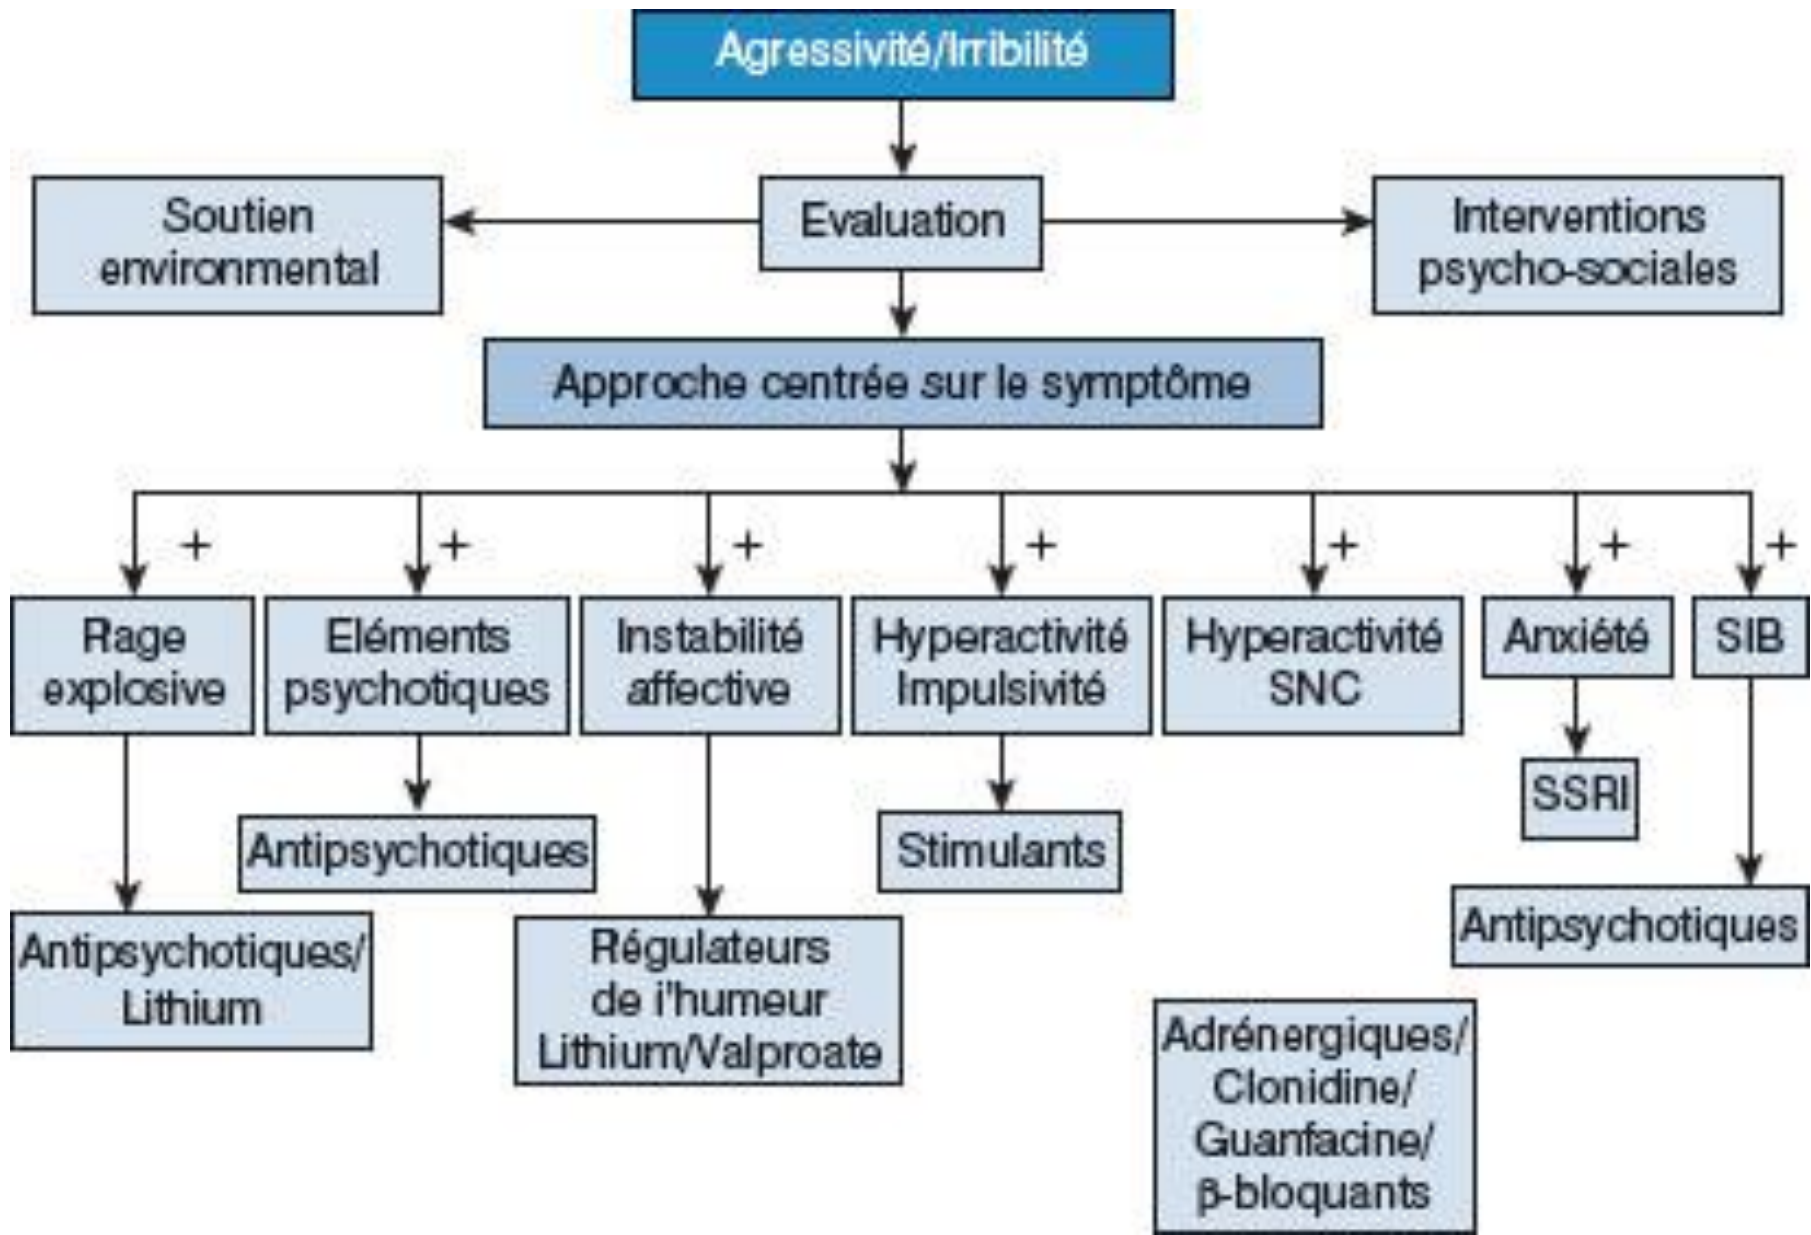 Agressivité/Irribilité
Soutien
environmental
Evaluation
Interventions
psycho-sociales
Approche centrée sur le symptôme
+
+
+
+
+
+
+
Rage
explosive
Eléments
psychotiques
Instabilité
affective
Hyperactivité
Impulsivité
Hyperactivité
SNC
Anxiété
SIB
SSRI
Antipsychotiques
Stimulants
Antipsychotiques
Antipsychotiques/
Lithium
Régulateurs
de i'humeur
Lithium/Valproate
Adrénergiques/
Clonidine/
Guanfacine/
β-bloquants